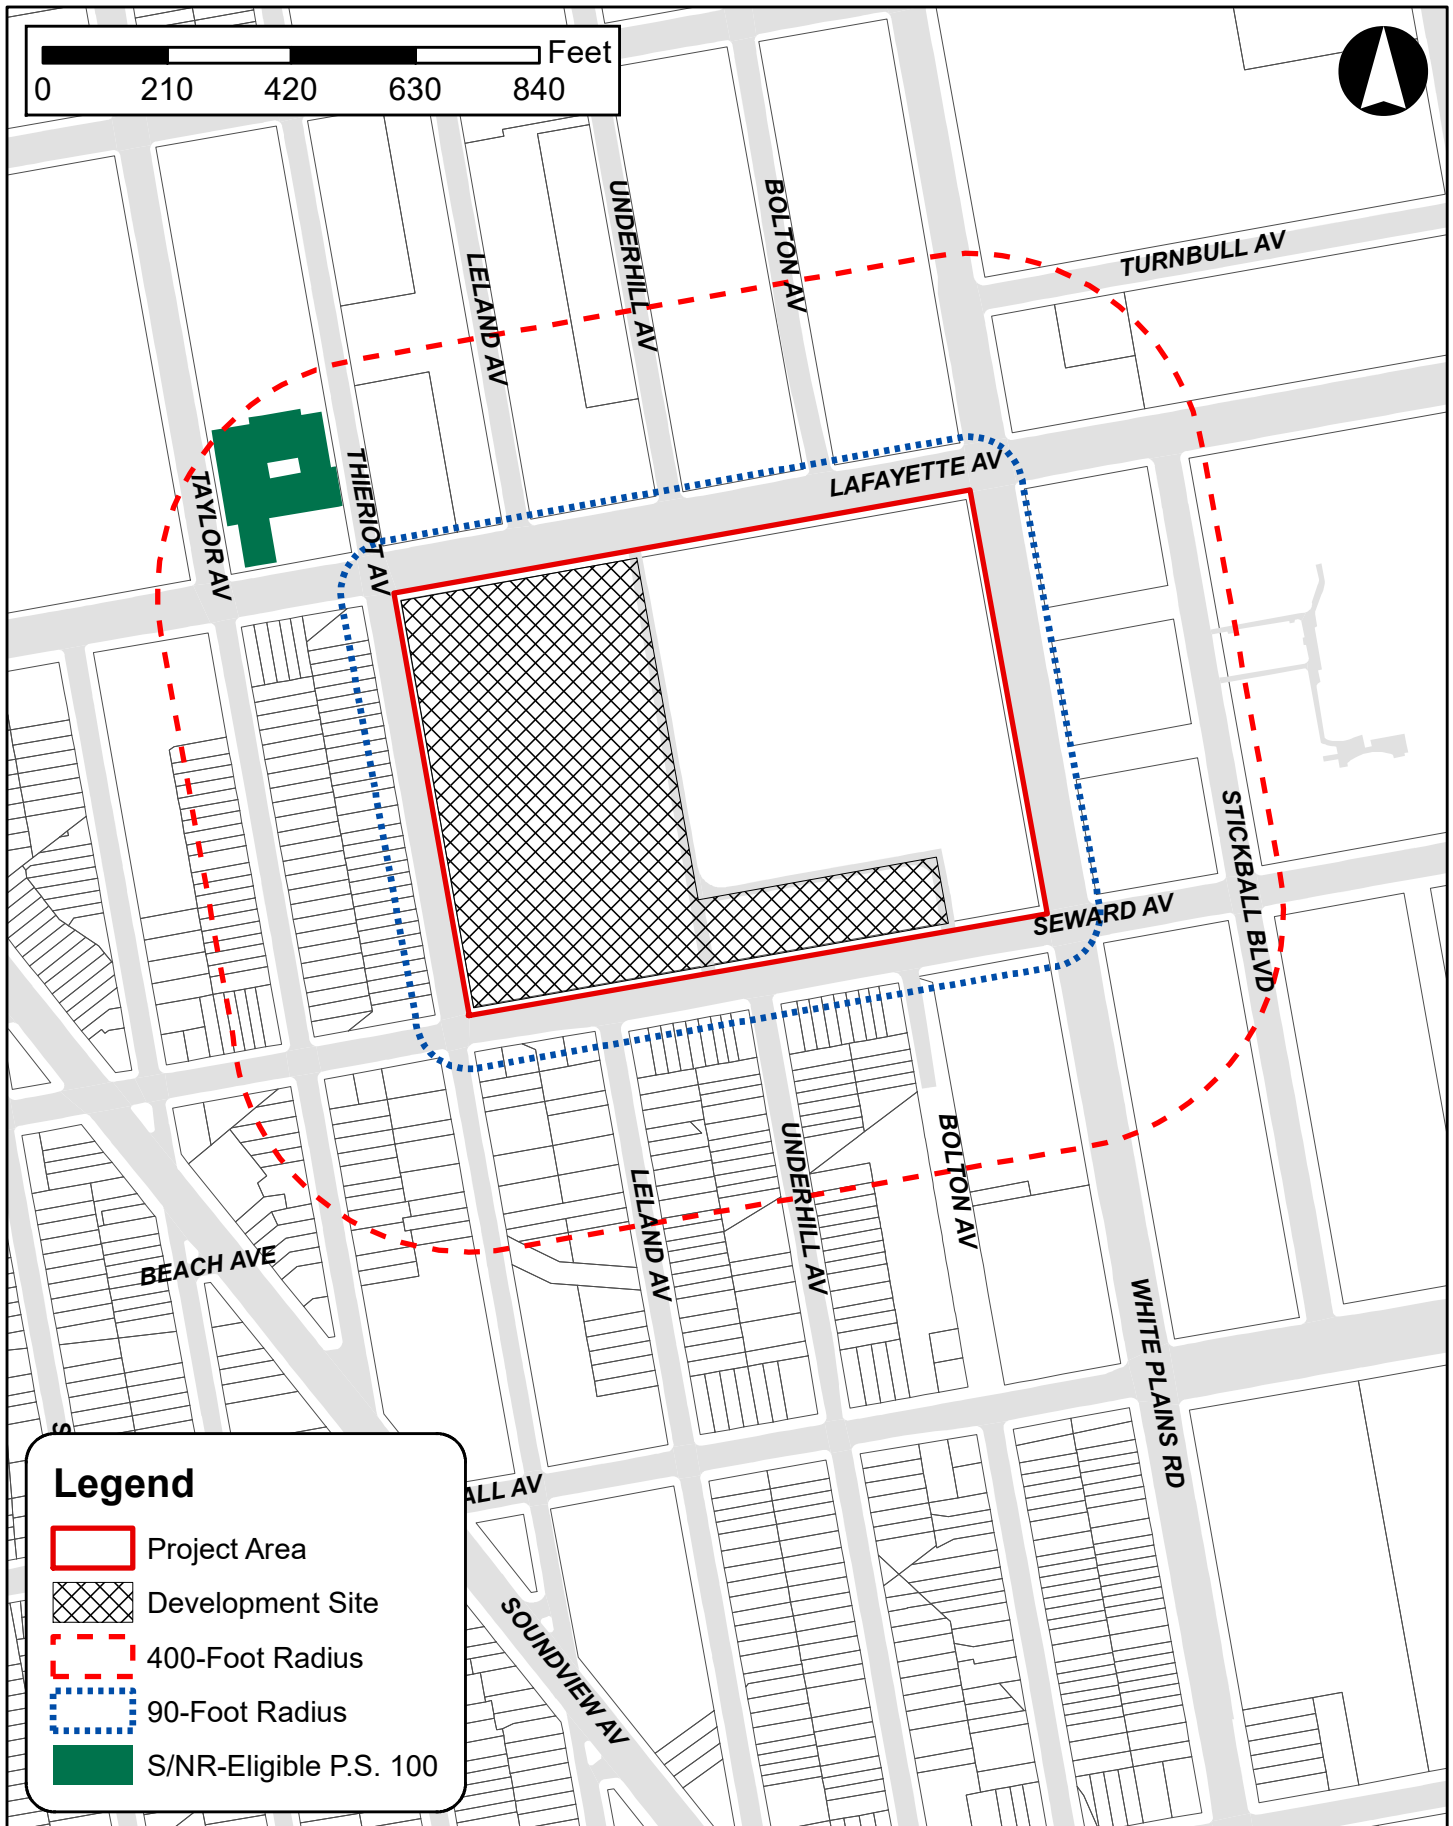 Feet
0 210 420 630 840
UNDERHILL AV
BOLTON AV
TURNBULL AV
LELAND AV
THIERIOT AV
LAFAYETTE AV
TAYLOR AV
STICKBALL BLVD
SEWARD AV
BOLTON AV
UNDERHILL AV
LELAND AV
BEACH AVE
WHITE PLAINS RD
S
ALL AV
SOUNDVIEW AV
Legend
Project Area
Development Site
400-Foot Radius
90-Foot Radius
S/NR-Eligible P.S. 100